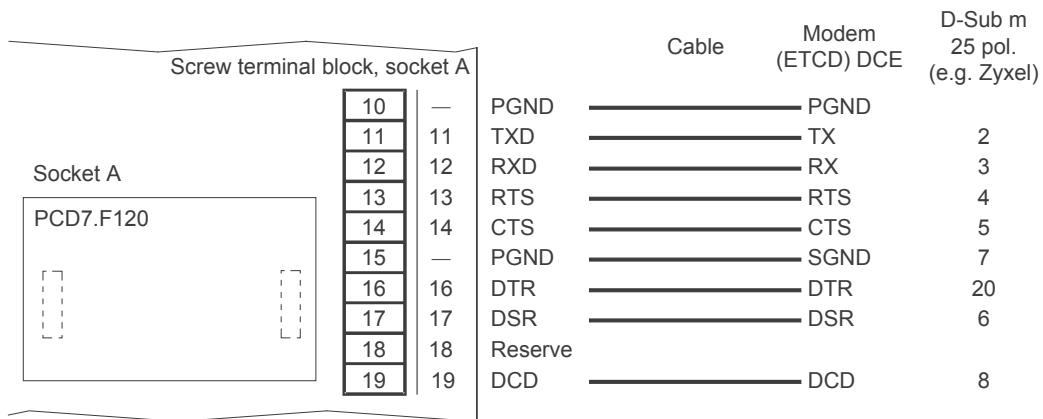 Cable
Modem
(ETCD) DCE
D-Sub m
25 pol.
(e.g. Zyxel)
Screw terminal block, socket A
Socket A
PCD7.F120
10 — PGND PGND
11 11 TXD TX 2
12 12 RXD RX 3
13 13 RTS RTS 4
14 14 CTS CTS 5
15 — PGND SGND 7
16 16 DTR DTR 20
17 17 DSR DSR 6
18 18 Reserve
19 19 DCD DCD 8